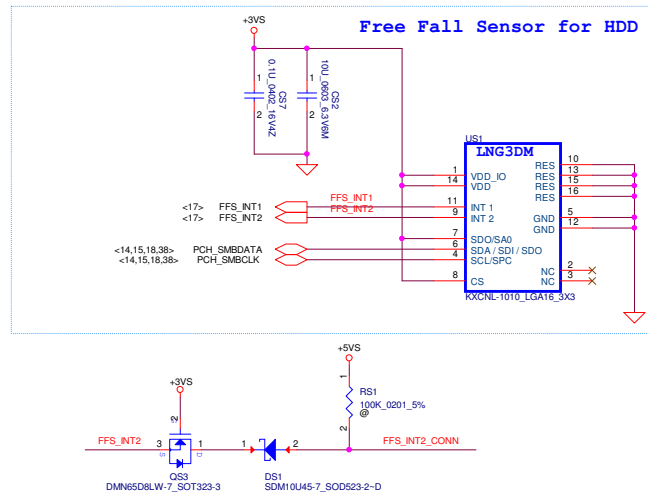 Free Fall Sensor for HDD
+3VS
1
2
0.1U_0402_16V4Z
CS7
1
2
10U_0603_6.3V6M
CS2
US1
LNG3DM
1 VDD_IO
14 VDD
RES 10
RES 13
RES 15
RES 16
<17> FFS_INT1 FFS_INT1 11 INT 1
<17> FFS_INT2 FFS_INT2 9 INT 2
GND 5
GND 12
7 SDO/SA0
<14,15,18,38> PCH_SMBDATA 6 SDA / SDI / SDO
<14,15,18,38> PCH_SMBCLK 4 SCL/SPC
8 CS
NC 2
NC 3
KXCNL-1010_LGA16_3X3
+5VS
+3VS
1
RS1
100K_0201_5%
@
2
2
G
FFS_INT2 3 S D 1 1 2 FFS_INT2_CONN
QS3
DMN65D8LW-7_SOT323-3
DS1
SDM10U45-7_SOD523-2~D